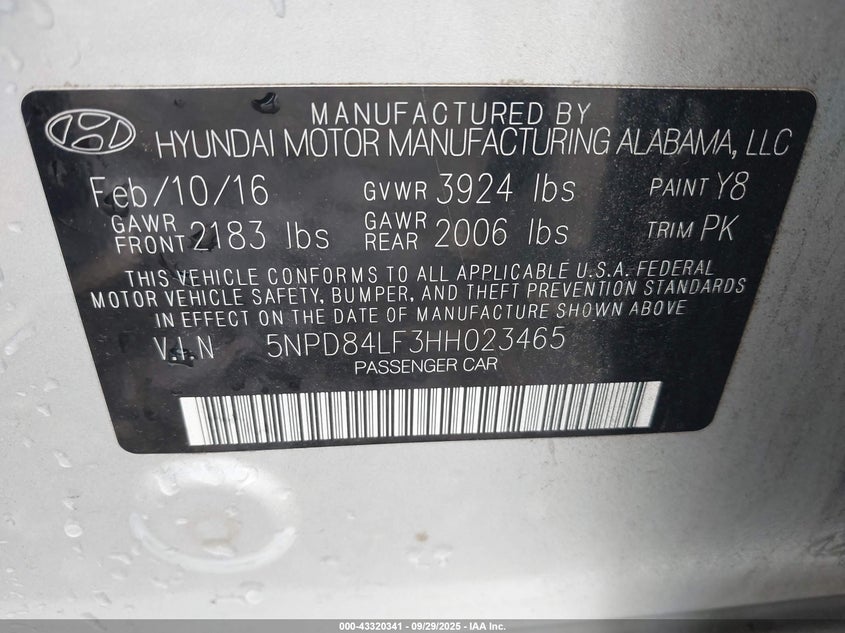 MANUFACTURED BY
HYUNDAI MOTOR MANUFACTURING ALABAMA, LLC
Feb/10/16 GVWR 3924 lbs PAINT Y8
GAWR FRONT 2183 lbs GAWR REAR 2006 lbs TRIM PK
THIS VEHICLE CONFORMS TO ALL APPLICABLE U.S.A. FEDERAL
MOTOR VEHICLE SAFETY, BUMPER, AND THEFT PREVENTION STANDARDS
IN EFFECT ON THE DATE OF MANUFACTURE SHOWN ABOVE
V.I.N 5NPD84LF3HH023465
PASSENGER CAR
000-43320341 - 09/29/2025 - IAA Inc.